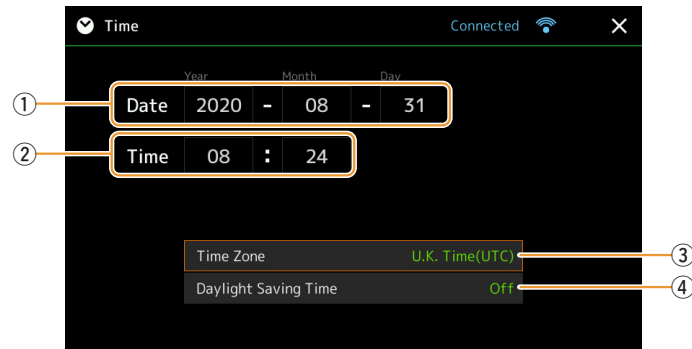 Time Connected
Year Month Day
① Date 2020 - 08 - 31
② Time 08 : 24
Time Zone U.K. Time(UTC) ③
Daylight Saving Time Off ④